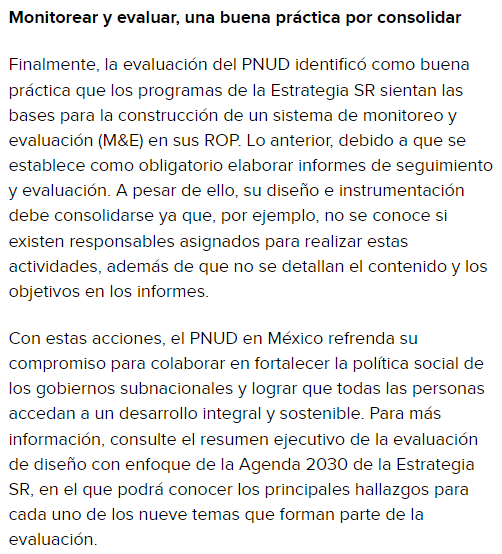 Monitorear y evaluar, una buena práctica por consolidar
Finalmente, la evaluación del PNUD identificó como buena
práctica que los programas de la Estrategia SR sientan las
bases para la construcción de un sistema de monitoreo y
evaluación (M&E) en sus ROP. Lo anterior, debido a que se
establece como obligatorio elaborar informes de seguimiento
y evaluación. A pesar de ello, su diseño e instrumentación
debe consolidarse ya que, por ejemplo, no se conoce si
existen responsables asignados para realizar estas
actividades, además de que no se detallan el contenido y los
objetivos en los informes.
Con estas acciones, el PNUD en México refrenda su
compromiso para colaborar en fortalecer la política social de
los gobiernos subnacionales y lograr que todas las personas
accedan a un desarrollo integral y sostenible. Para más
información, consulte el resumen ejecutivo de la evaluación
de diseño con enfoque de la Agenda 2030 de la Estrategia
SR, en el que podrá conocer los principales hallazgos para
cada uno de los nueve temas que forman parte de la
evaluación.